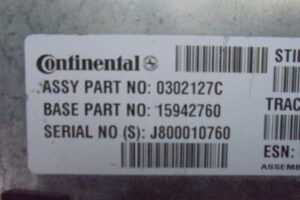 Continental STI
ASSY PART NO: 0302127C
BASE PART NO: 15942760 TRAC
SERIAL NO (S): J800010760
ESN:
ASSEMB